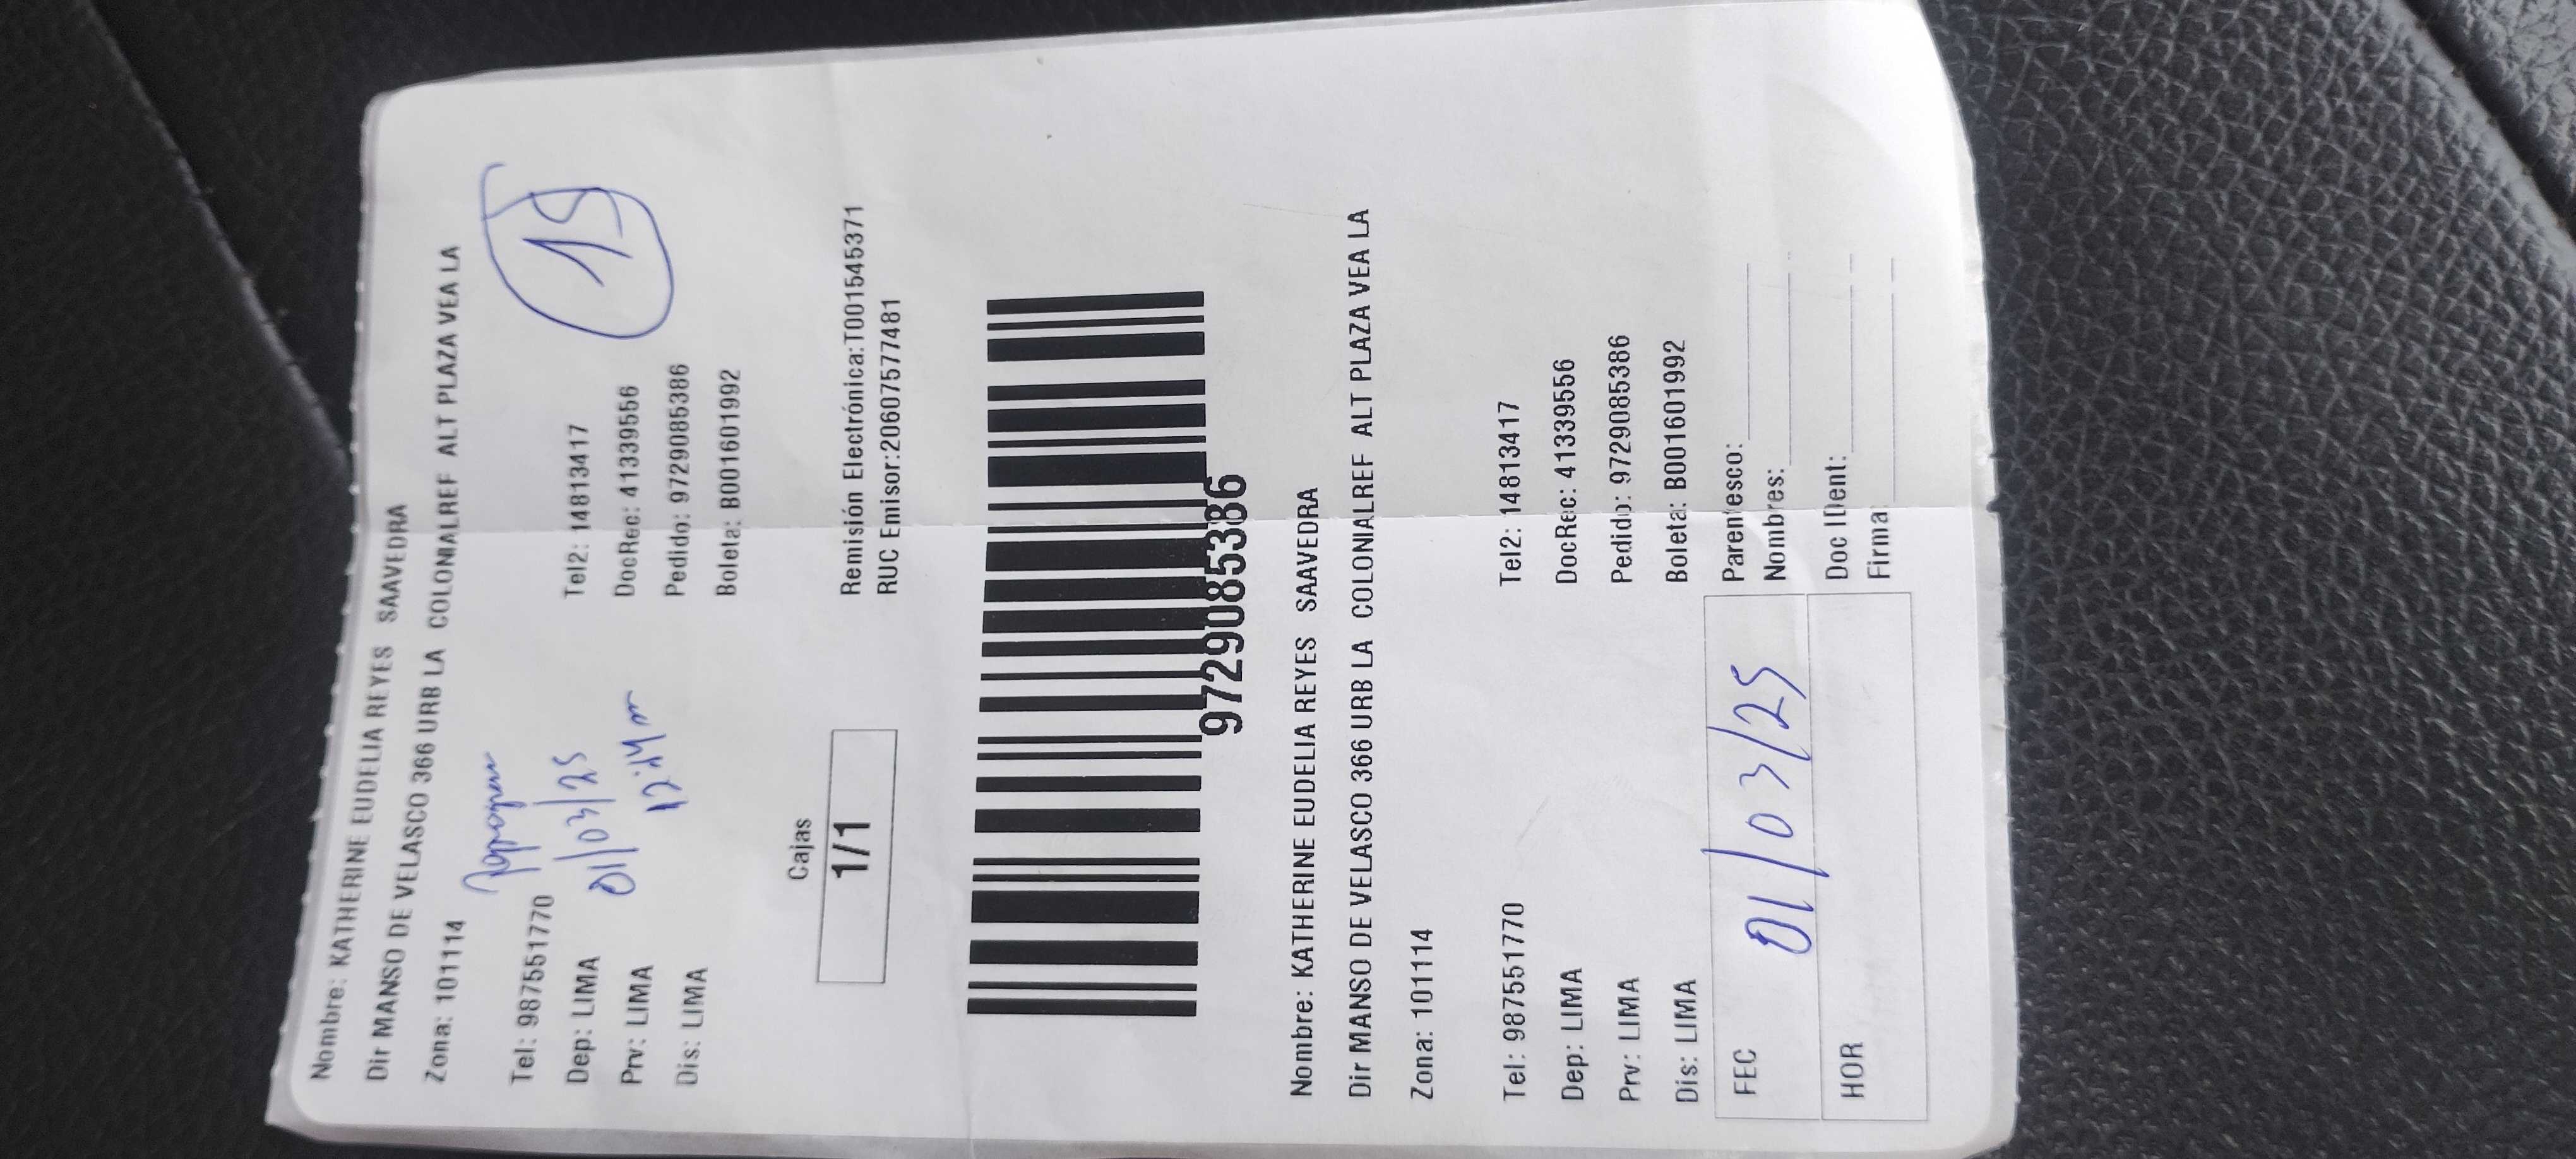 Nombre: KATHERINE EUDELIA REYES SAAVEDRA
Dir MANSO DE VELASCO 366 URB LA COLONIALREF ALT PLAZA VEA LA
Zona: 101114
15
Tel: 987551770 Tel2: 14813417
01/03/25
Dep: LIMA DocRec: 41339556
12:14 m
Prv: LIMA Pedido: 9729085386
Dis: LIMA Boleta: B001601992
Cajas
1/1
Remisión Electrónica:T001545371
RUC Emisor:20607577481
9729085386
Nombre: KATHERINE EUDELIA REYES SAAVEDRA
Dir MANSO DE VELASCO 366 URB LA COLONIALREF ALT PLAZA VEA LA
Zona: 101114
Tel: 987551770 Tel2: 14813417
Dep: LIMA DocRec: 41339556
Prv: LIMA Pedido: 9729085386
Dis: LIMA Boleta: B001601992
FEC 01/03/25 Parentesco:
Nombres:
HOR Doc IDent:
Firma